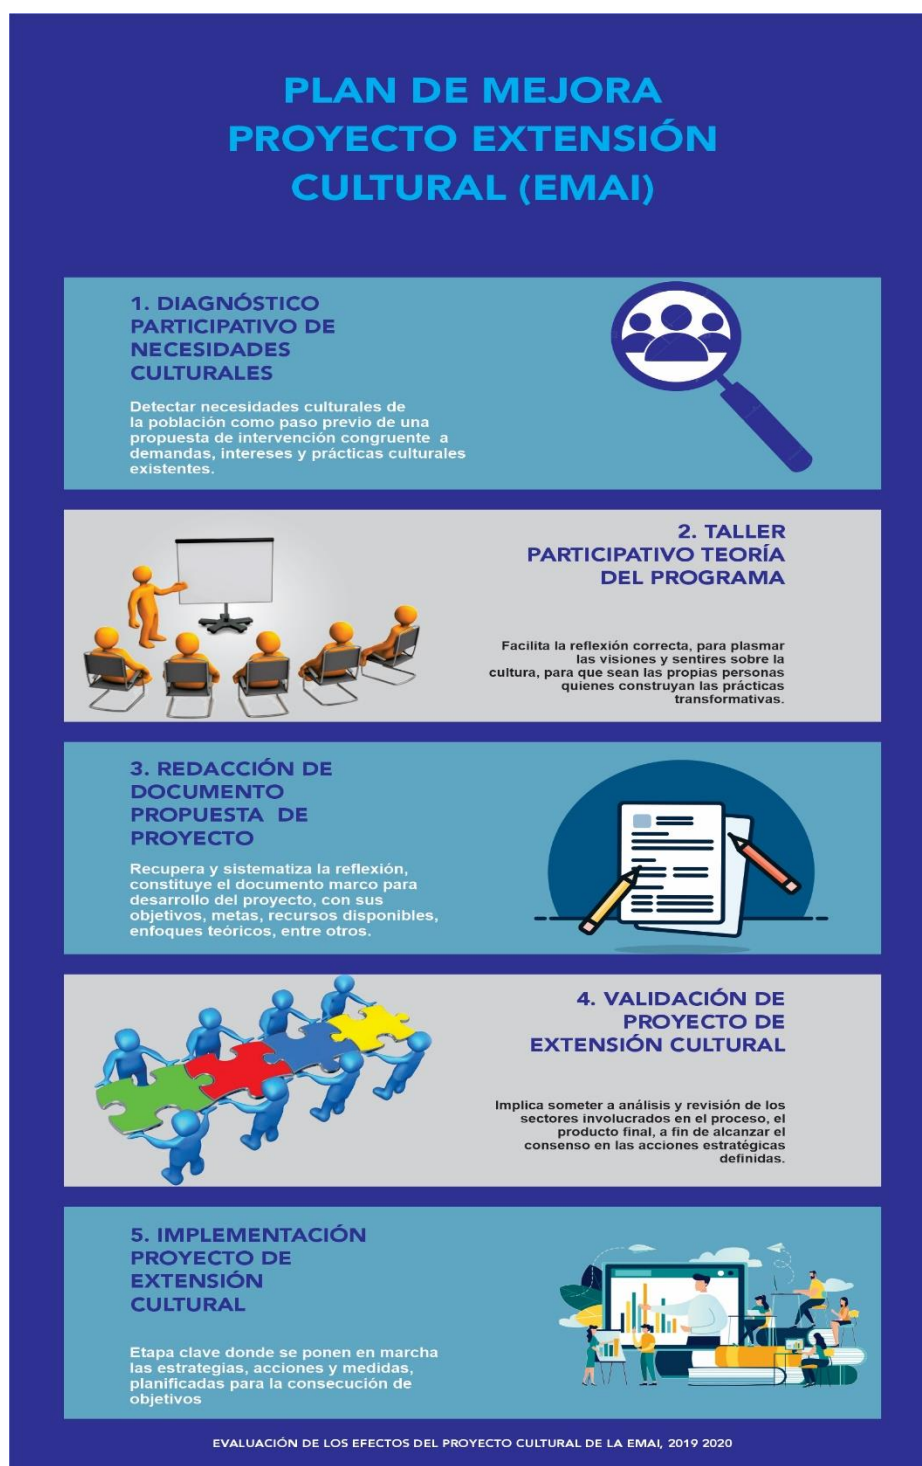 PLAN DE MEJORA
PROYECTO EXTENSIÓN
CULTURAL (EMAI)
1. DIAGNÓSTICO
PARTICIPATIVO DE
NECESIDADES
CULTURALES
Detectar necesidades culturales de
la población como paso previo de una
propuesta de intervención congruente a
demandas, intereses y prácticas culturales
existentes.
2. TALLER
PARTICIPATIVO TEORÍA
DEL PROGRAMA
Facilita la reflexión correcta, para plasmar
las visiones y sentires sobre la
cultura, para que sean las propias personas
quienes construyan las prácticas
transformativas.
3. REDACCIÓN DE
DOCUMENTO
PROPUESTA DE
PROYECTO
Recupera y sistematiza la reflexión,
constituye el documento marco para
desarrollo del proyecto, con sus
objetivos, metas, recursos disponibles,
enfoques teóricos, entre otros.
4. VALIDACIÓN DE
PROYECTO DE
EXTENSIÓN CULTURAL
Implica someter a análisis y revisión de los
sectores involucrados en el proceso, el
producto final, a fin de alcanzar el
consenso en las acciones estratégicas
definidas.
5. IMPLEMENTACIÓN
PROYECTO DE
EXTENSIÓN
CULTURAL
Etapa clave donde se ponen en marcha
las estrategias, acciones y medidas,
planificadas para la consecución de
objetivos
EVALUACIÓN DE LOS EFECTOS DEL PROYECTO CULTURAL DE LA EMAI, 2019 2020